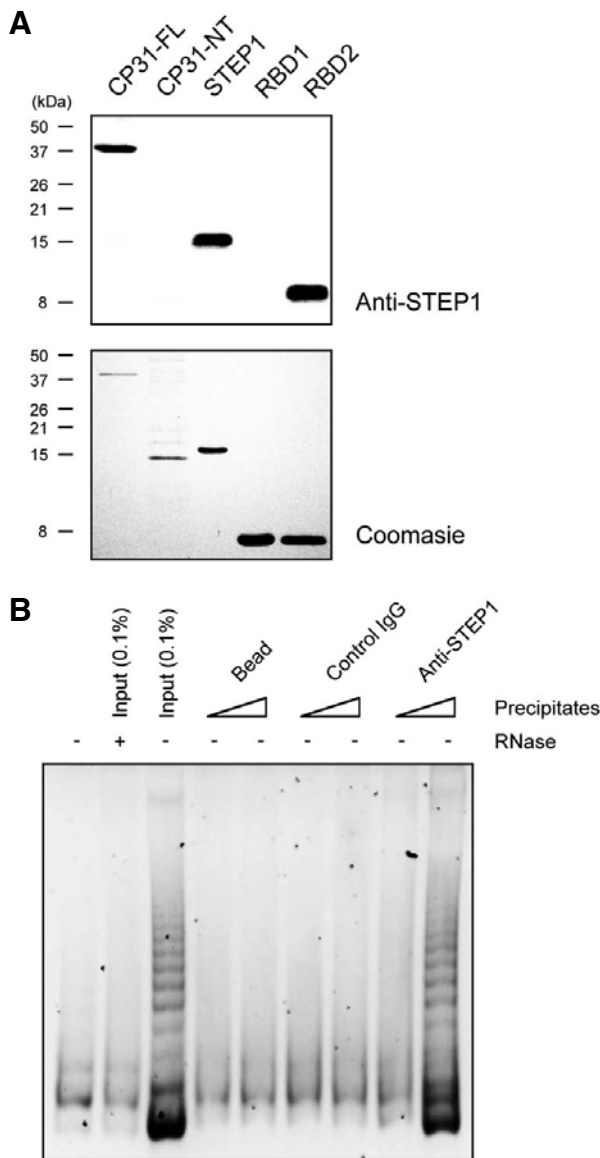 A
CP31-FL
CP31-NT
STEP1
RBD1
RBD2
(kDa)
50
37
26
21
15
8
Anti-STEP1
50
37
26
21
15
8
Coomasie
B
Input (0.1%)
Input (0.1%)
Bead
Control IgG
Anti-STEP1
Precipitates
- + - - - - - - - RNase